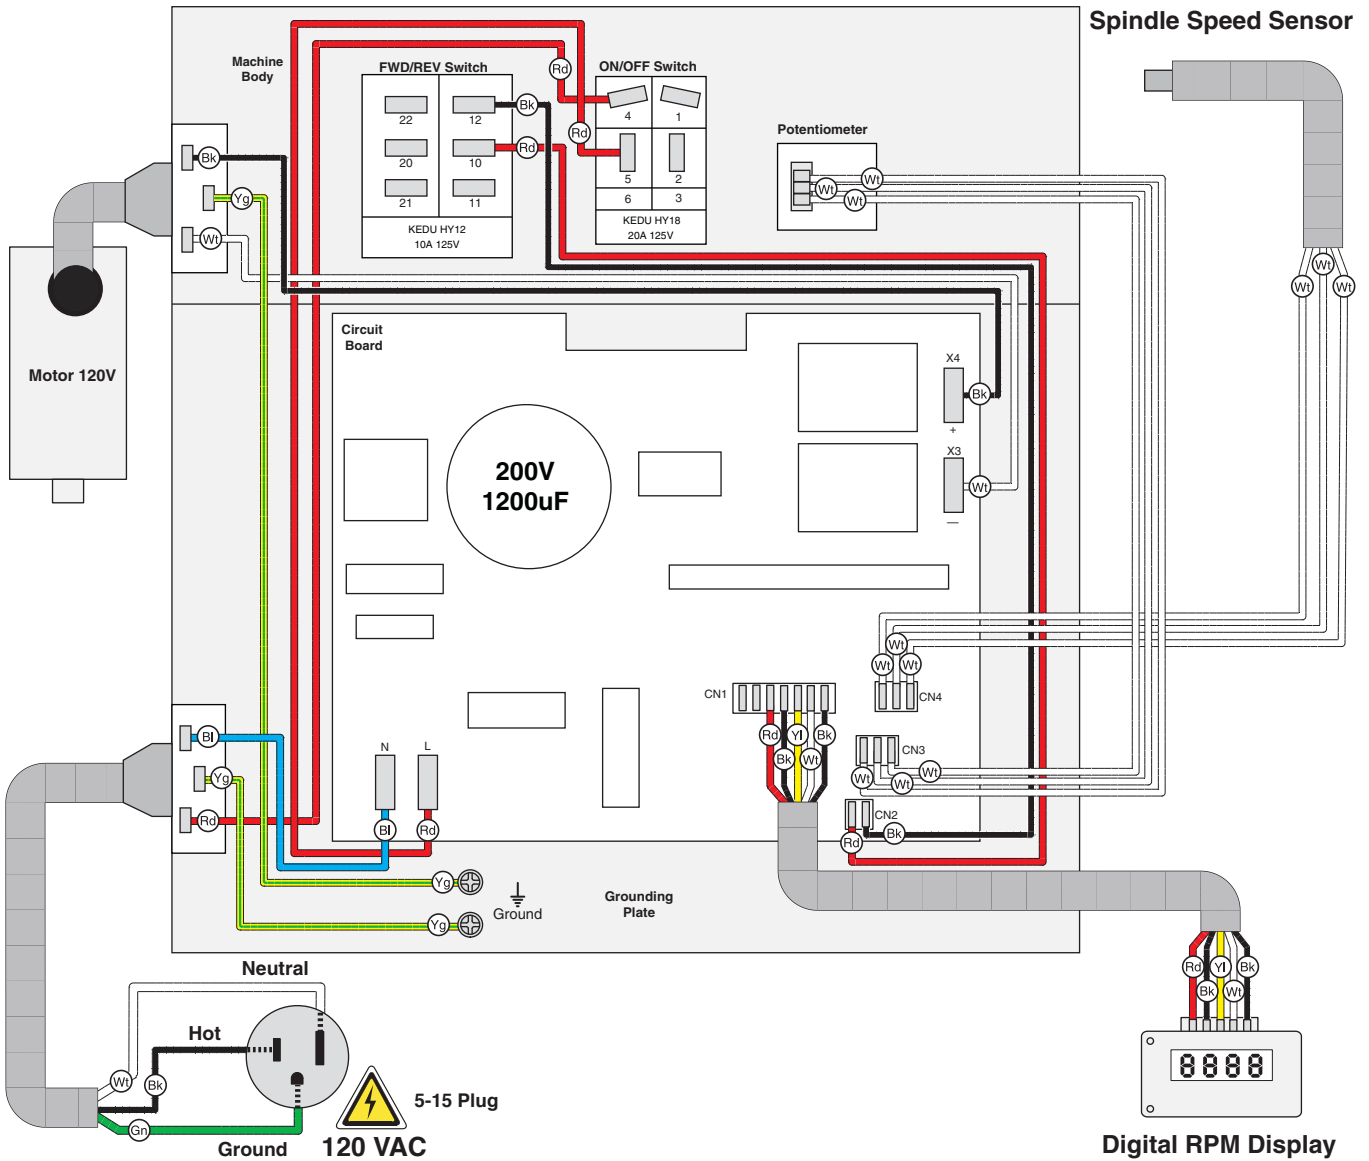 Spindle Speed Sensor
Machine
Body
FWD/REV Switch
ON/OFF Switch
Rd
22
12
Bk
4
1
Rd
Potentiometer
20
10
Rd
5
2
21
11
6
3
KEDU HY12
10A 125V
KEDU HY18
20A 125V
Wt
Wt
Wt
Bk
Yg
Wt
Wt
Wt
Wt
Circuit
Board
Motor 120V
X4
Bk
+
X3
Wt
—
200V
1200uF
Wt
Wt
Wt
CN4
CN1
Rd
Yl
Bk
Bk
Wt
CN3
Wt
Wt
Wt
CN2
Bk
Rd
Bl
Yg
Rd
N
L
Bl
Rd
Yg
Yg
Ground
Grounding
Plate
Neutral
Hot
Wt
Bk
Gn
Ground
5-15 Plug
120 VAC
Rd
Yl
Bk
Bk
Wt
8888
Digital RPM Display